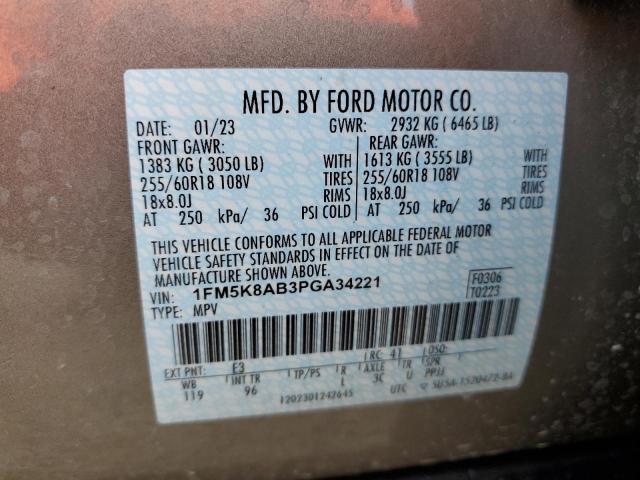 MFD. BY FORD MOTOR CO.
DATE: 01/23 GVWR: 2932 KG ( 6465 LB)
FRONT GAWR: REAR GAWR:
1383 KG ( 3050 LB) WITH 1613 KG ( 3555 LB) WITH
255/60R18 108V TIRES 255/60R18 108V TIRES
18x8.0J RIMS 18x8.0J RIMS
AT 250 kPa/ 36 PSI COLD AT 250 kPa/ 36 PSI COLD
THIS VEHICLE CONFORMS TO ALL APPLICABLE FEDERAL MOTOR
VEHICLE SAFETY STANDARDS IN EFFECT ON THE DATE OF
MANUFACTURE SHOWN ABOVE.
VIN: 1FM5K8AB3PGA34221 F0306
TYPE: MPV T0223
EXT PNT: E3 RC: 41 DSO:
WB INT TR TP/PS R AXLE TR SPR
119 96 L 3C U PPJJ
1202301242645 UTC